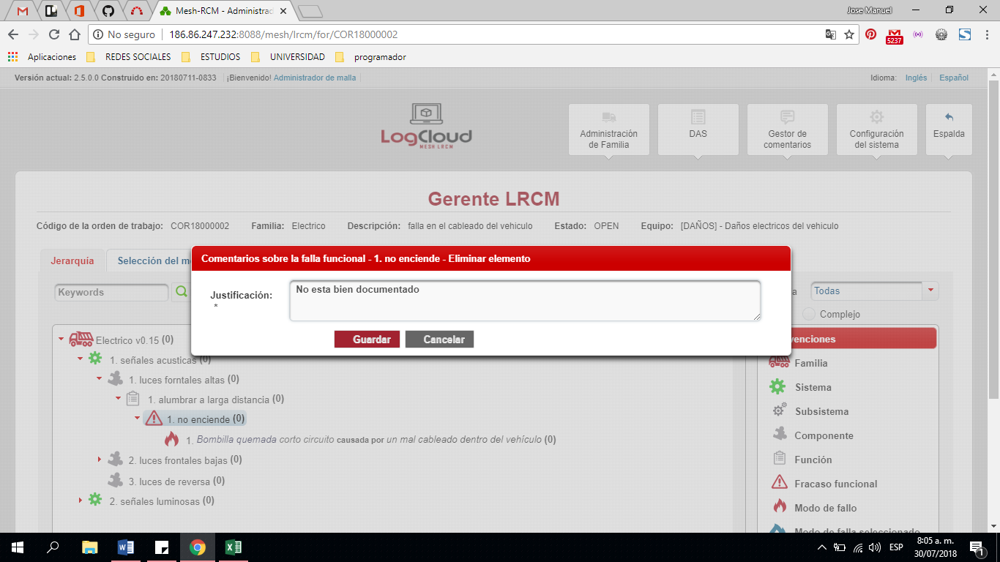 Mesh-RCM - Administrad
Jose Manuel
No seguro
186.86.247.232:8088/mesh/lrcm/for/COR18000002
5237
Aplicaciones
REDES SOCIALES
ESTUDIOS
UNIVERSIDAD
programador
Versión actual: 2.5.0.0 Construido en: 20180711-0833
¡Bienvenido! Administrador de malla
Idioma:
Inglés
Español
LogCloud
MESH LRCM
Administración
de Familia
DAS
Gestor de
comentarios
Configuración
del sistema
Espalda
Gerente LRCM
Código de la orden de trabajo: COR18000002
Familia: Electrico
Descripción: falla en el cableado del vehiculo
Estado: OPEN
Equipo: [DAÑOS] - Daños electricos del vehiculo
Jerarquía
Selección del m
Comentarios sobre la falla funcional - 1. no enciende - Eliminar elemento
Justificación:
*
No esta bien documentado
Guardar
Cancelar
Keywords
a
Todas
Complejo
Electrico v0.15 (0)
1. señales acusticas (0)
1. luces forntales altas (0)
1. alumbrar a larga distancia (0)
1. no enciende (0)
1. Bombilla quemada corto circuito causada por un mal cableado dentro del vehículo (0)
2. luces frontales bajas (0)
3. luces de reversa (0)
2. señales luminosas (0)
venciones
Familia
Sistema
Subsistema
Componente
Función
Fracaso funcional
Modo de fallo
Modo de falla seleccionado
ESP
8:05 a. m.
30/07/2018
1